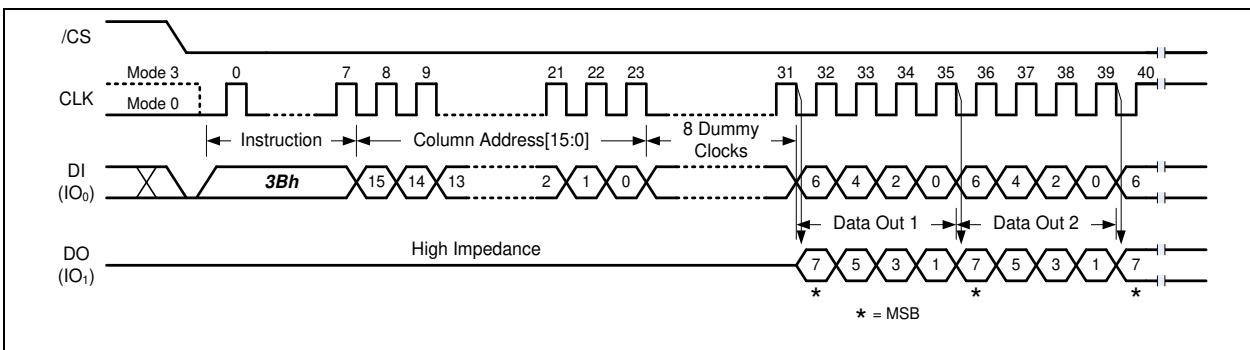 /CS
Mode 3
0 7 8 9 21 22 23 31 32 33 34 35 36 37 38 39 40
CLK
Mode 0
Instruction Column Address[15:0] 8 Dummy Clocks
DI
(IO0)
3Bh 15 14 13 2 1 0 6 4 2 0 6 4 2 0 6
Data Out 1 Data Out 2
High Impedance
DO
(IO1)
7 5 3 1 7 5 3 1 7
* * *
* = MSB